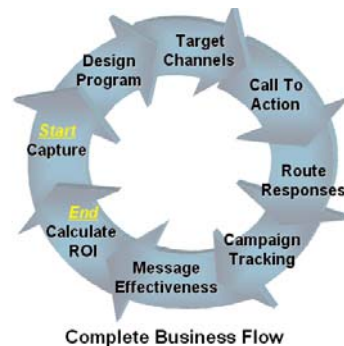 Start
Capture
Design
Program
Target
Channels
Call To
Action
Route
Responses
Campaign
Tracking
Message
Effectiveness
End
Calculate
ROI
Complete Business Flow